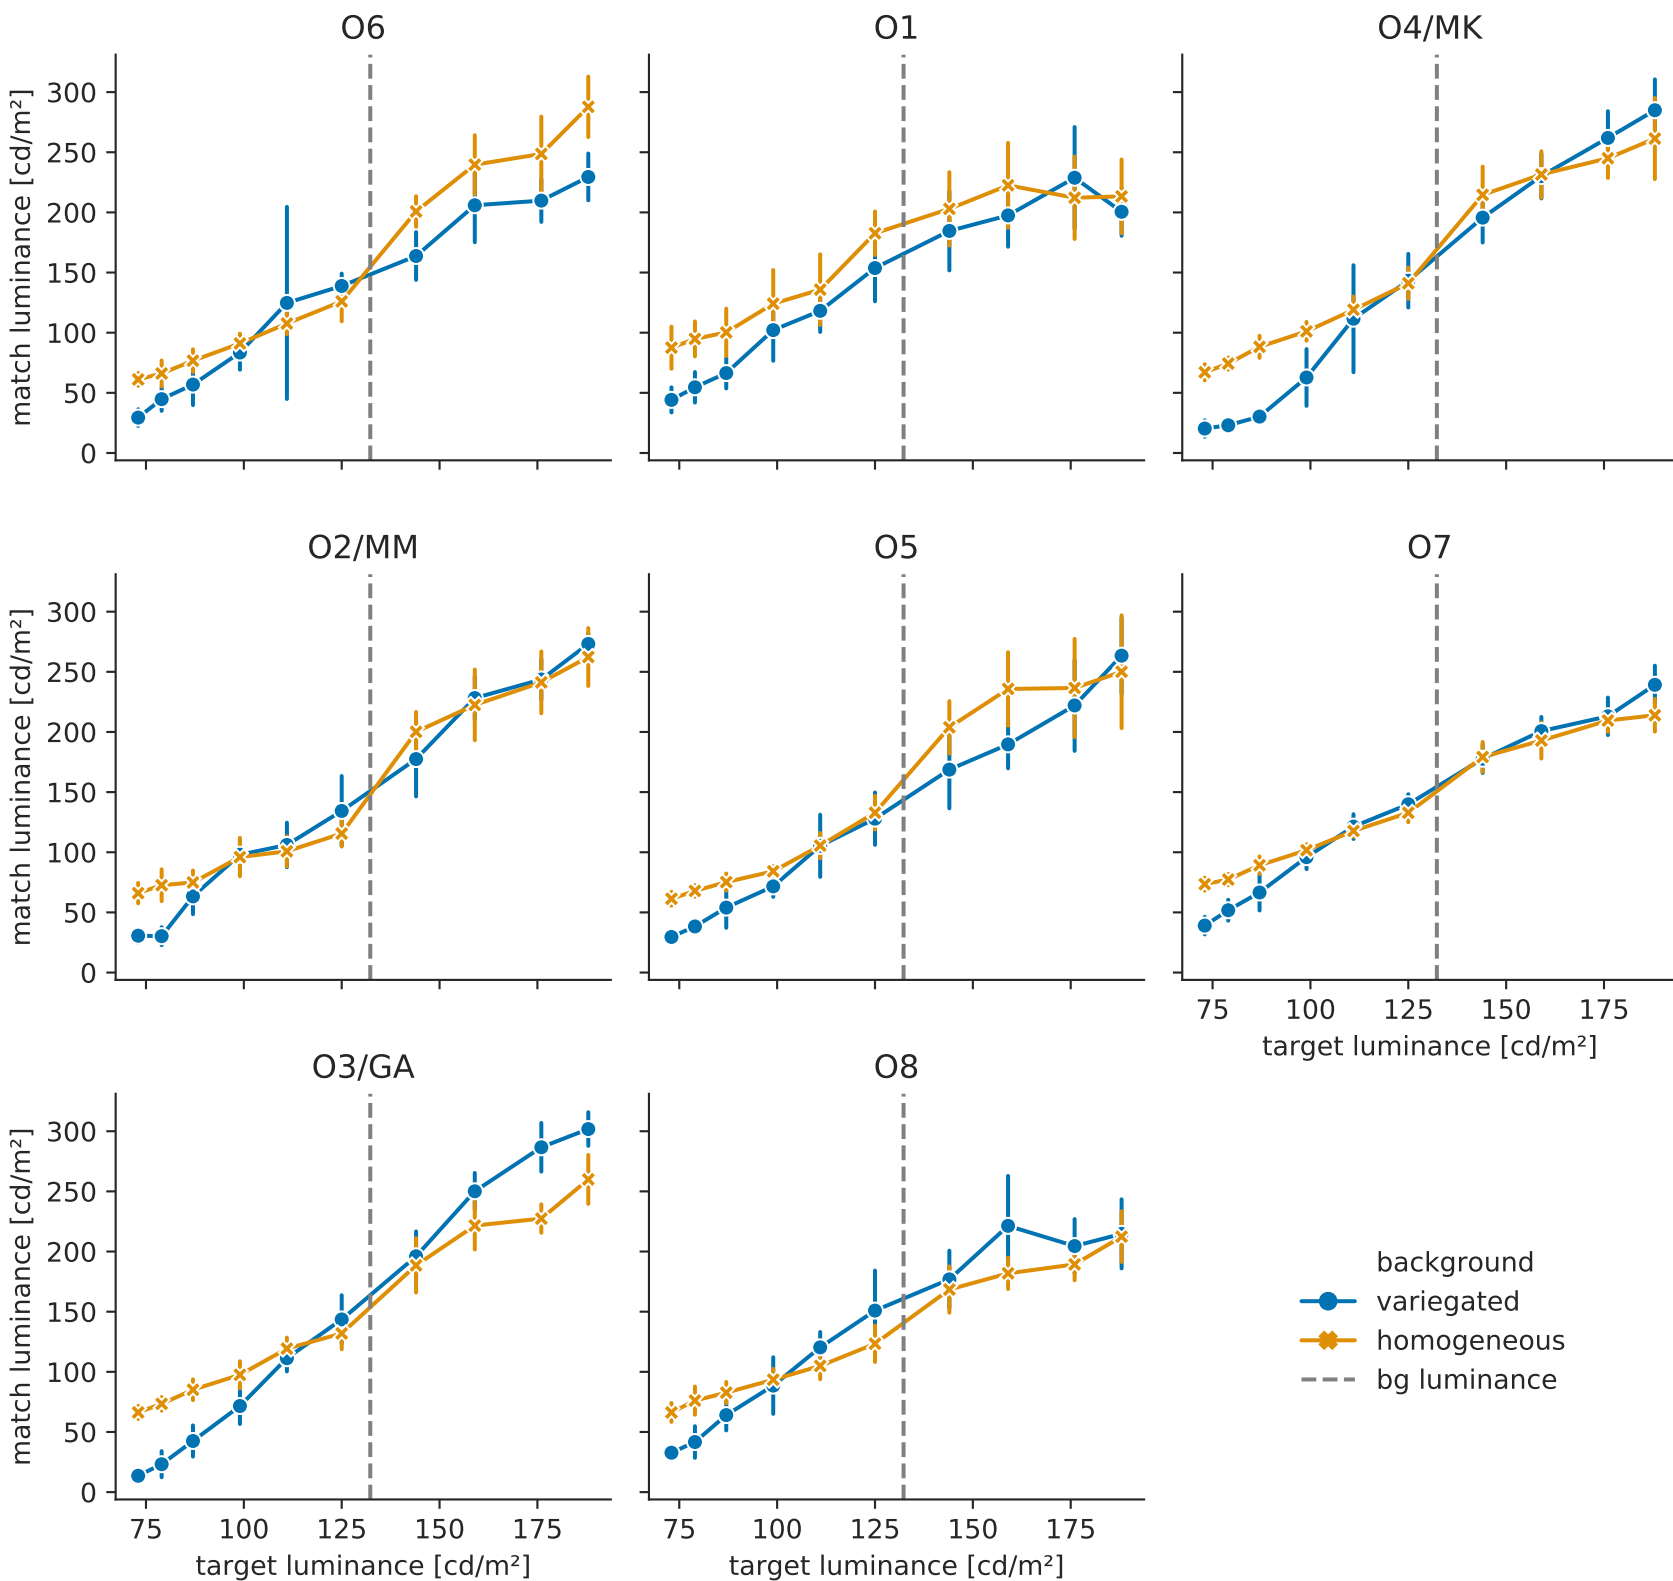 O6
O1
O4/MK
match luminance [cd/m²]
300
250
200
150
100
50
0
O2/MM
O5
O7
match luminance [cd/m²]
300
250
200
150
100
50
0
75 100 125 150 175
target luminance [cd/m²]
O3/GA
O8
match luminance [cd/m²]
300
250
200
150
100
50
0
75 100 125 150 175
target luminance [cd/m²]
75 100 125 150 175
target luminance [cd/m²]
background
variegated
homogeneous
bg luminance